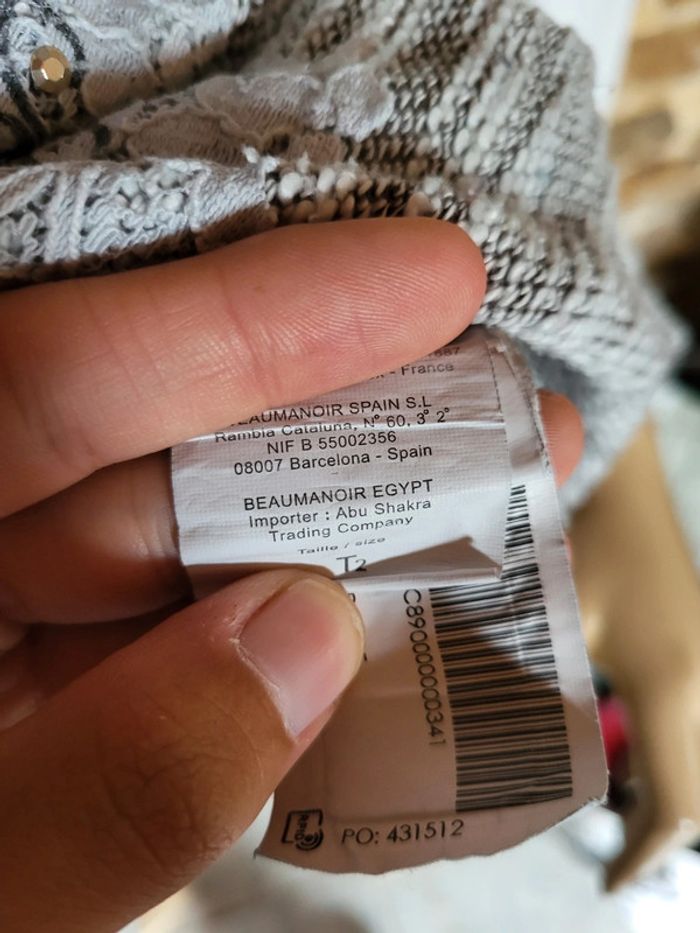 - France
BEAUMANOIR SPAIN S.L
Rambla Cataluna, N° 60, 3° 2°
NIF B 55002356
08007 Barcelona - Spain
BEAUMANOIR EGYPT
Importer : Abu Shakra
Trading Company
Taille / size
T2
C89000000341
RFID
PO: 431512